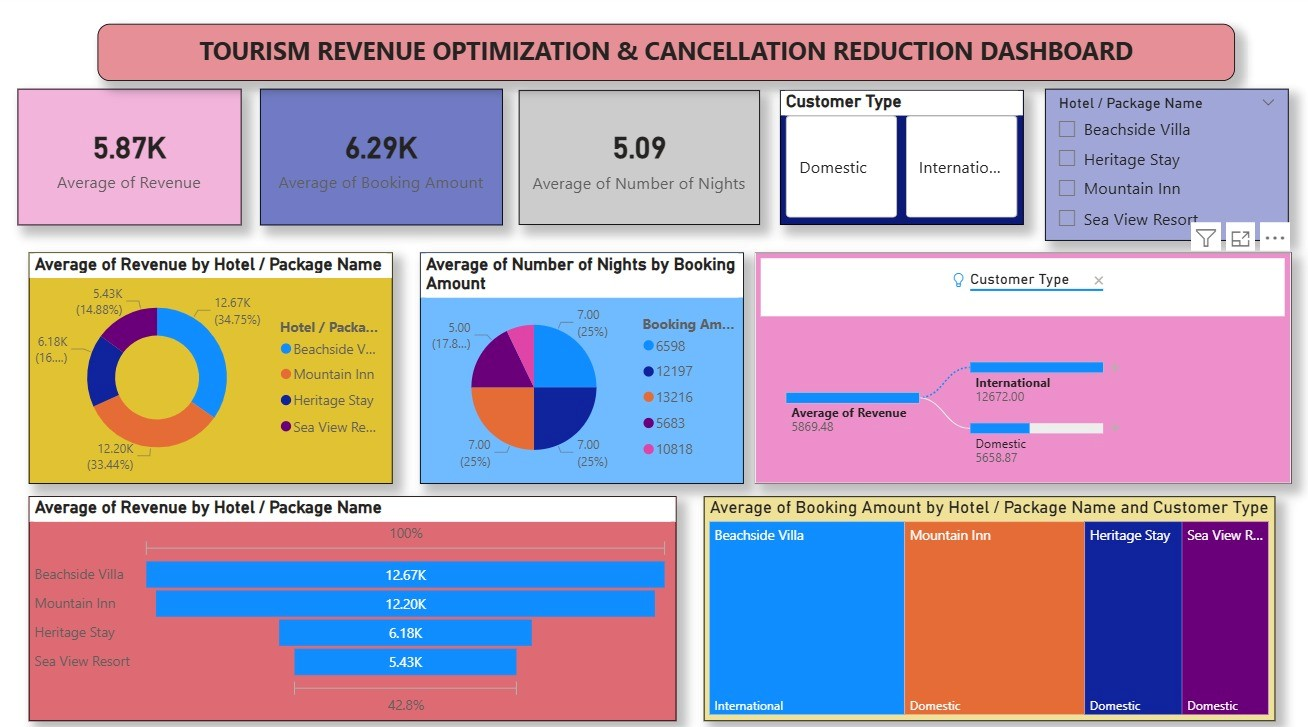 TOURISM REVENUE OPTIMIZATION & CANCELLATION REDUCTION DASHBOARD
5.87K
Average of Revenue
6.29K
Average of Booking Amount
5.09
Average of Number of Nights
Customer Type
Domestic
Internatio...
Hotel / Package Name
Beachside Villa
Heritage Stay
Mountain Inn
Sea View Resort
Average of Revenue by Hotel / Package Name
5.43K
(14.88%)
12.67K
(34.75%)
6.18K
(16....)
12.20K
(33.44%)
Hotel / Packa...
Beachside V...
Mountain Inn
Heritage Stay
Sea View Re...
Average of Number of Nights by Booking
Amount
5.00
(17.8...)
7.00
(25%)
7.00
(25%)
7.00
(25%)
Booking Am...
6598
12197
13216
5683
10818
Customer Type
Average of Revenue
5869.48
International
12672.00
Domestic
5658.87
Average of Revenue by Hotel / Package Name
100%
Beachside Villa 12.67K
Mountain Inn 12.20K
Heritage Stay 6.18K
Sea View Resort 5.43K
42.8%
Average of Booking Amount by Hotel / Package Name and Customer Type
Beachside Villa Mountain Inn Heritage Stay Sea View R...
International Domestic Domestic Domestic